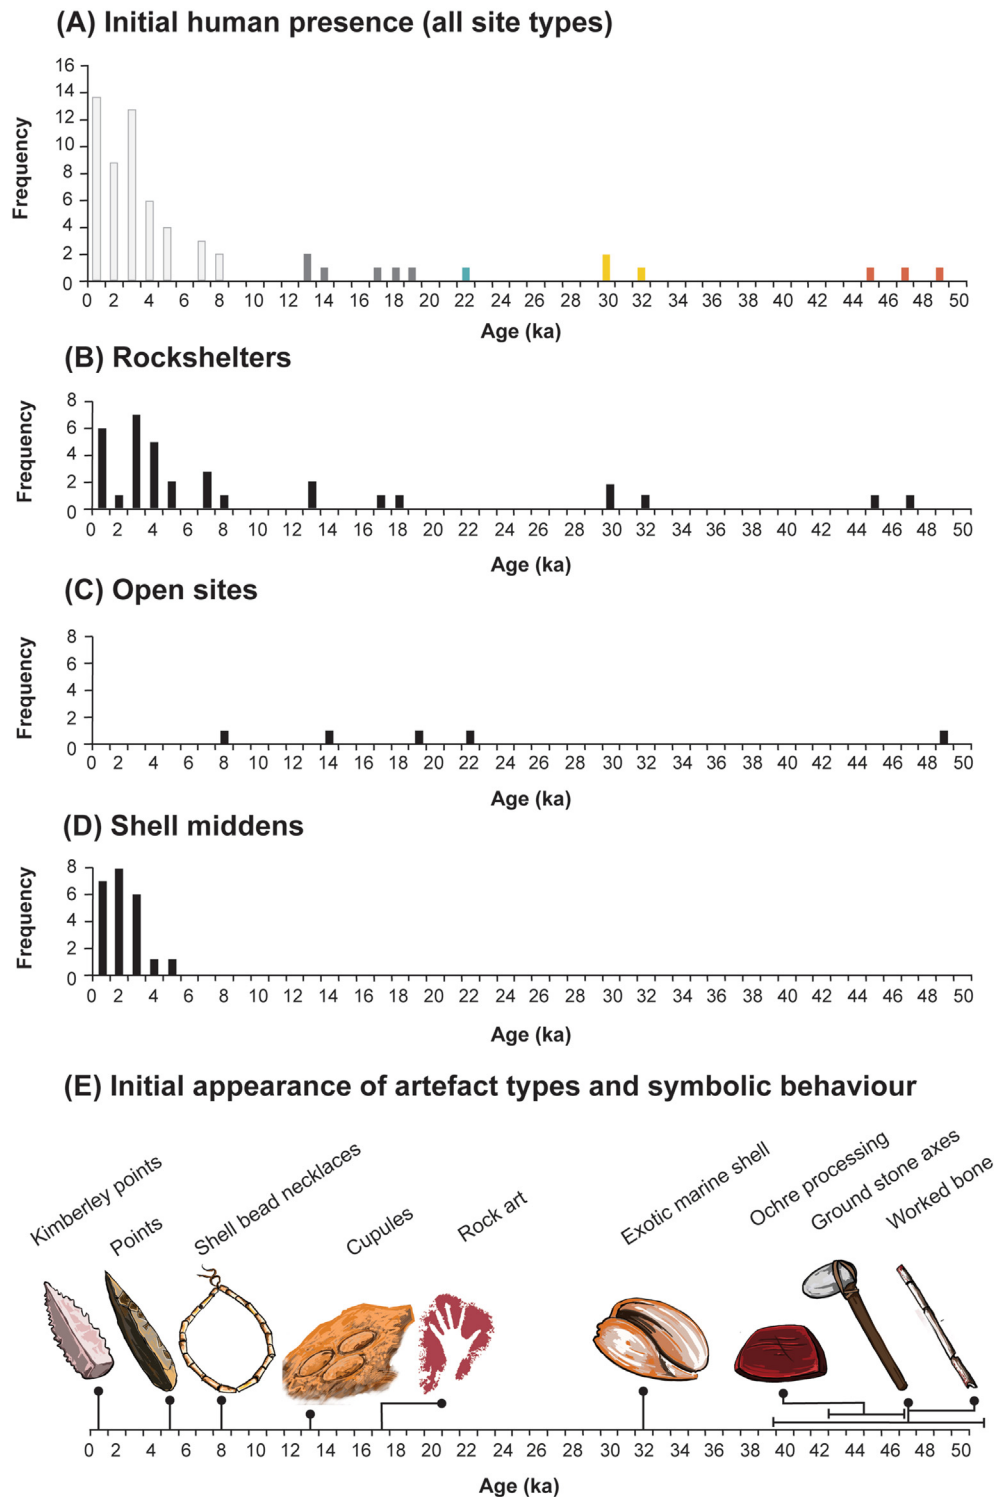 (A) Initial human presence (all site types)
16
14
12
10
8
6
4
2
0
Frequency
0 2 4 6 8 10 12 14 16 18 20 22 24 26 28 30 32 34 36 38 40 42 44 46 48 50
Age (ka)
(B) Rockshelters
8
6
4
2
0
Frequency
0 2 4 6 8 10 12 14 16 18 20 22 24 26 28 30 32 34 36 38 40 42 44 46 48 50
Age (ka)
(C) Open sites
8
6
4
2
0
Frequency
0 2 4 6 8 10 12 14 16 18 20 22 24 26 28 30 32 34 36 38 40 42 44 46 48 50
Age (ka)
(D) Shell middens
8
6
4
2
0
Frequency
0 2 4 6 8 10 12 14 16 18 20 22 24 26 28 30 32 34 36 38 40 42 44 46 48 50
Age (ka)
(E) Initial appearance of artefact types and symbolic behaviour
Kimberley points
Points
Shell bead necklaces
Cupules
Rock art
Exotic marine shell
Ochre processing
Ground stone axes
Worked bone
0 2 4 6 8 10 12 14 16 18 20 22 24 26 28 30 32 34 36 38 40 42 44 46 48 50
Age (ka)